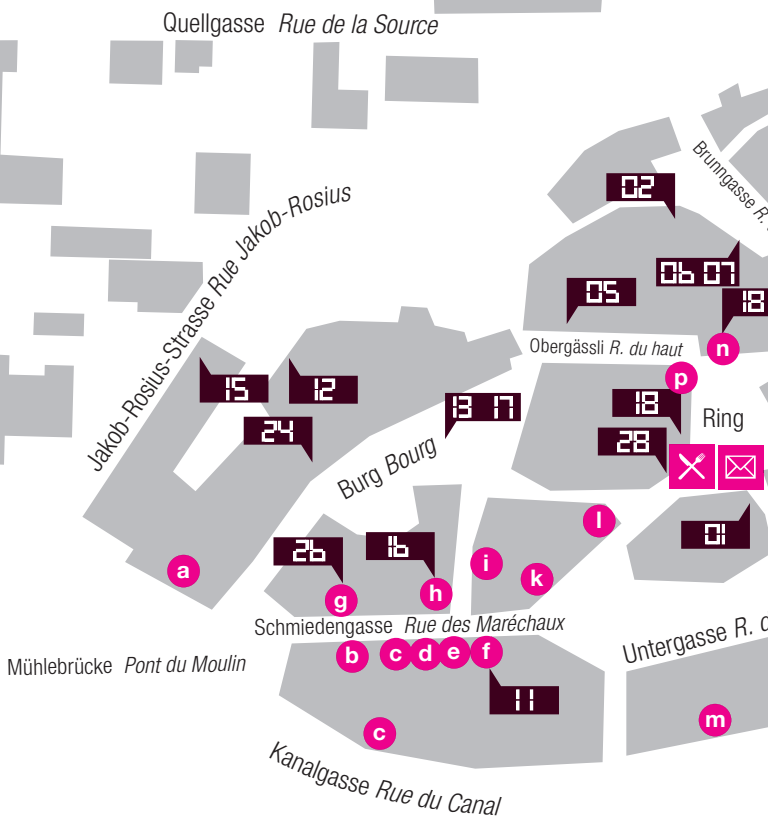 Quellgasse Rue de la Source
Brunngasse R.
02
Jakob-Rosius-Strasse Rue Jakob-Rosius
06 07
05
18
Obergässli R. du haut
n
p
15
12
18
13 17
Ring
24
28
Burg Bourg
l
01
26
16
i
a
k
g
h
Schmiedengasse Rue des Maréchaux
Untergasse R. d
b
c
d
e
f
Mühlebrücke Pont du Moulin
11
m
c
Kanalgasse Rue du Canal